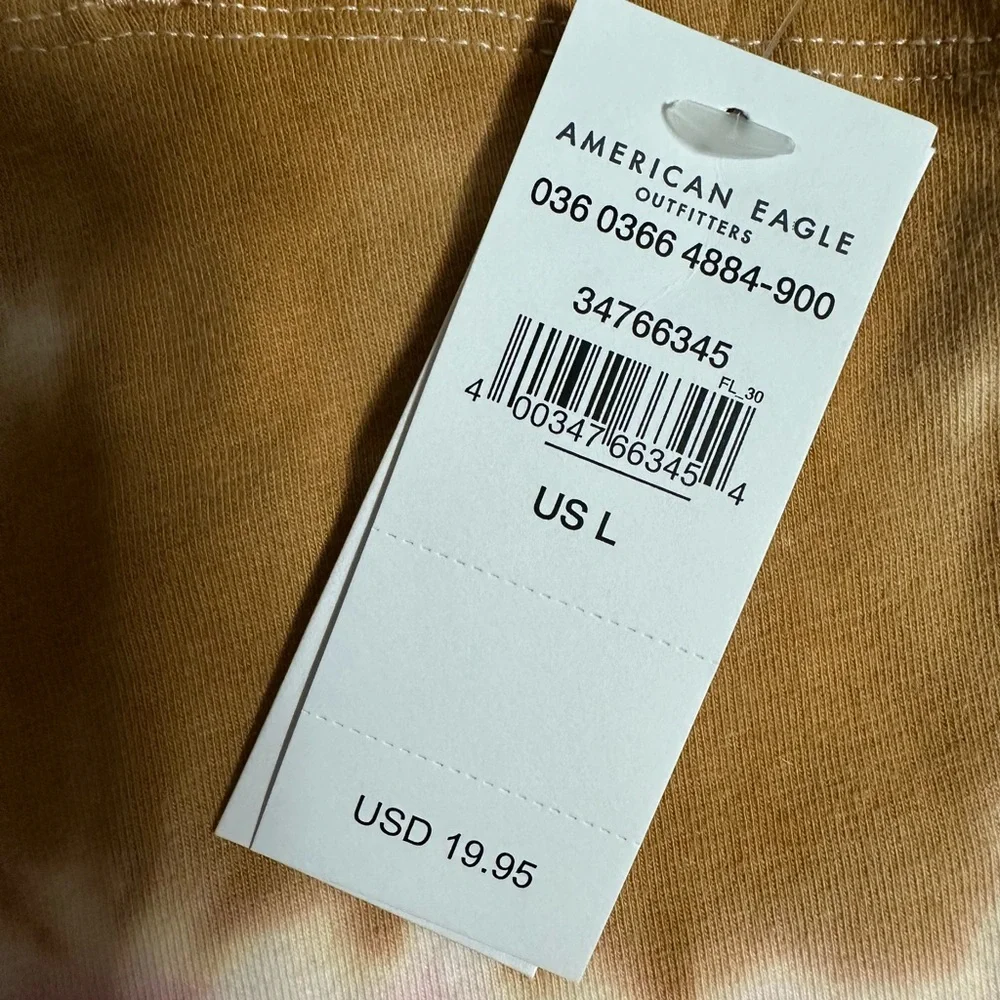 AMERICAN EAGLE
OUTFITTERS
036 0366 4884-900
34766345
FL_30
4 00347 66345 4
US L
USD 19.95